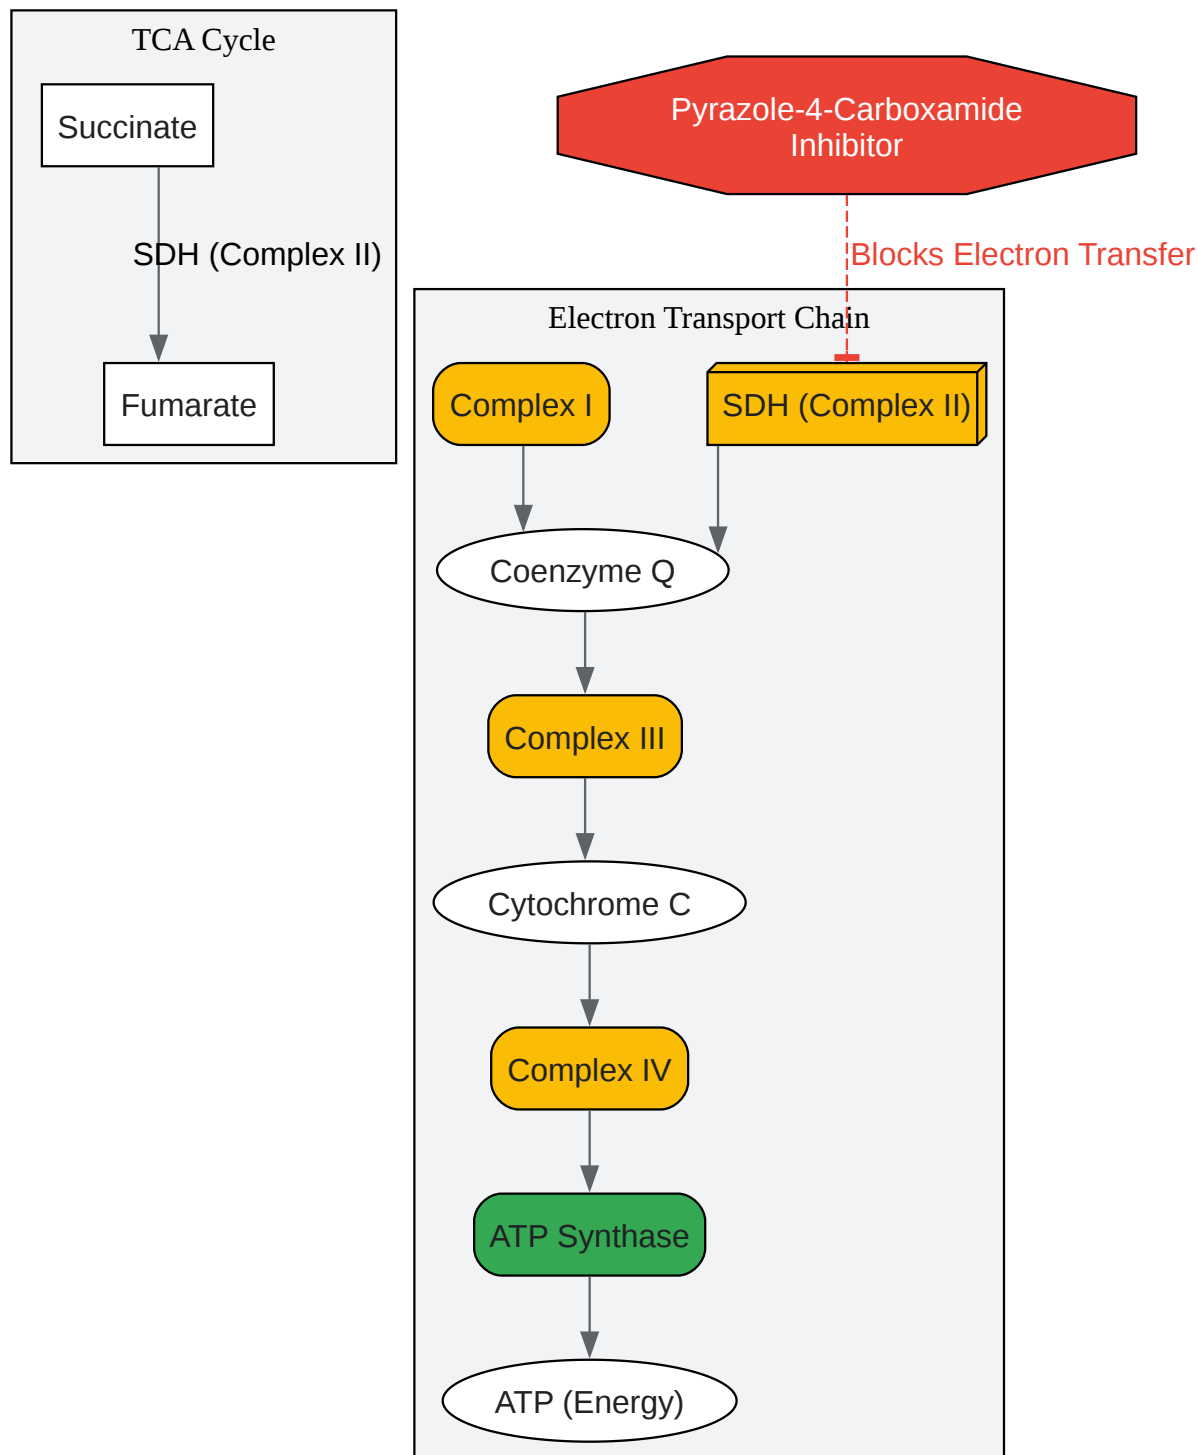 TCA Cycle
Succinate
SDH (Complex II)
Fumarate
Pyrazole-4-Carboxamide
Inhibitor
Blocks Electron Transfer
Electron Transport Chain
Complex I
SDH (Complex II)
Coenzyme Q
Complex III
Cytochrome C
Complex IV
ATP Synthase
ATP (Energy)